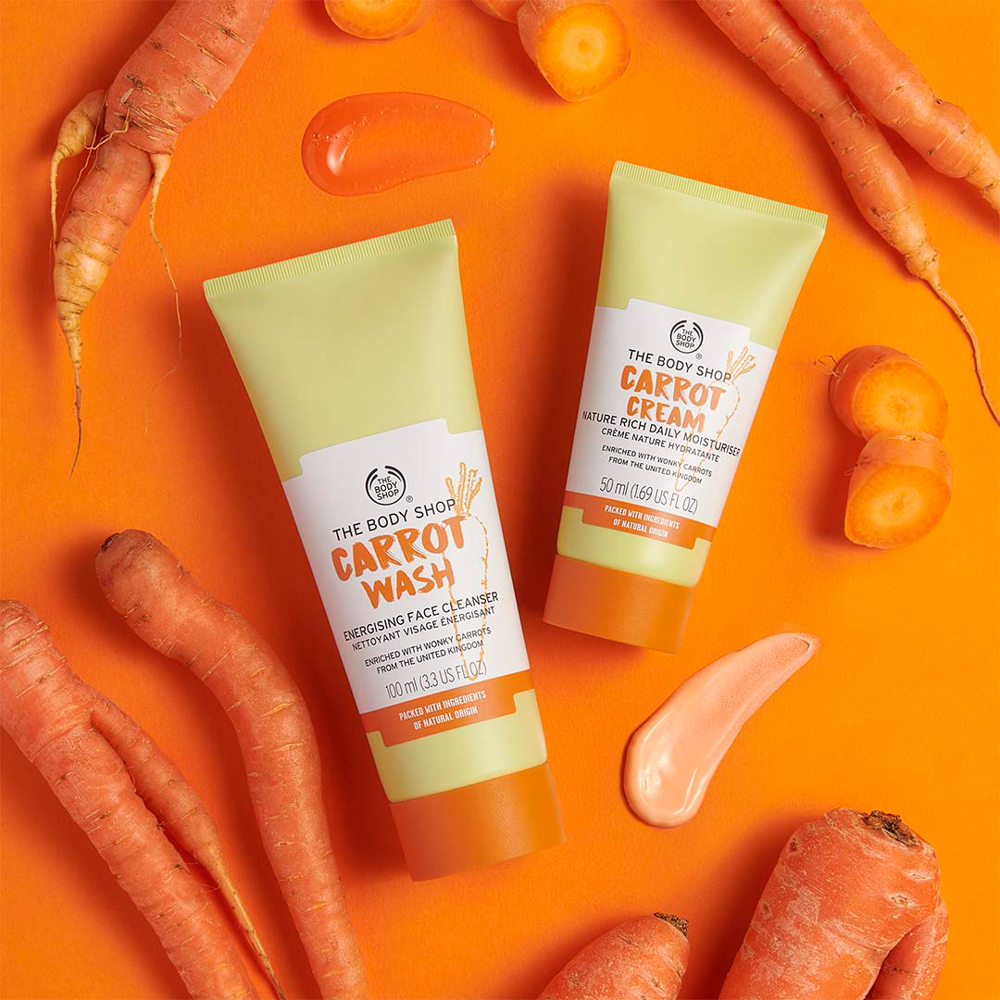 THE
BODY
SHOP
®
THE BODY SHOP
CARROT
WASH
ENERGISING FACE CLEANSER
NETTOYANT VISAGE ÉNERGISANT
ENRICHED WITH WONKY CARROTS
FROM THE UNITED KINGDOM
100 ml (3.3 US FL OZ)
PACKED WITH INGREDIENTS
OF NATURAL ORIGIN
THE
BODY
SHOP
®
THE BODY SHOP
CARROT
CREAM
NATURE RICH DAILY MOISTURISER
CRÈME NATURE HYDRATANTE
ENRICHED WITH WONKY CARROTS
FROM THE UNITED KINGDOM
50 ml (1.69 US FL OZ)
PACKED WITH INGREDIENTS
OF NATURAL ORIGIN